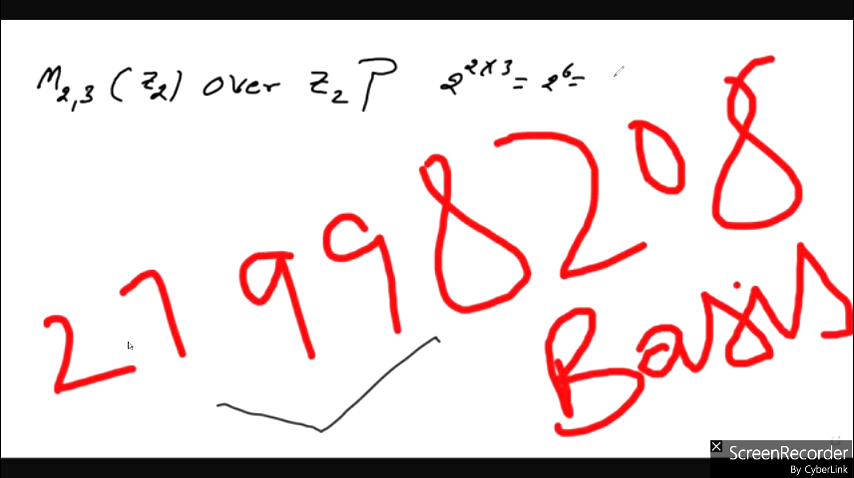 M2,3 (Z2) over Z2 ? 2^2×3 = 2^6 =
27998208
Basis
ScreenRecorder
By CyberLink